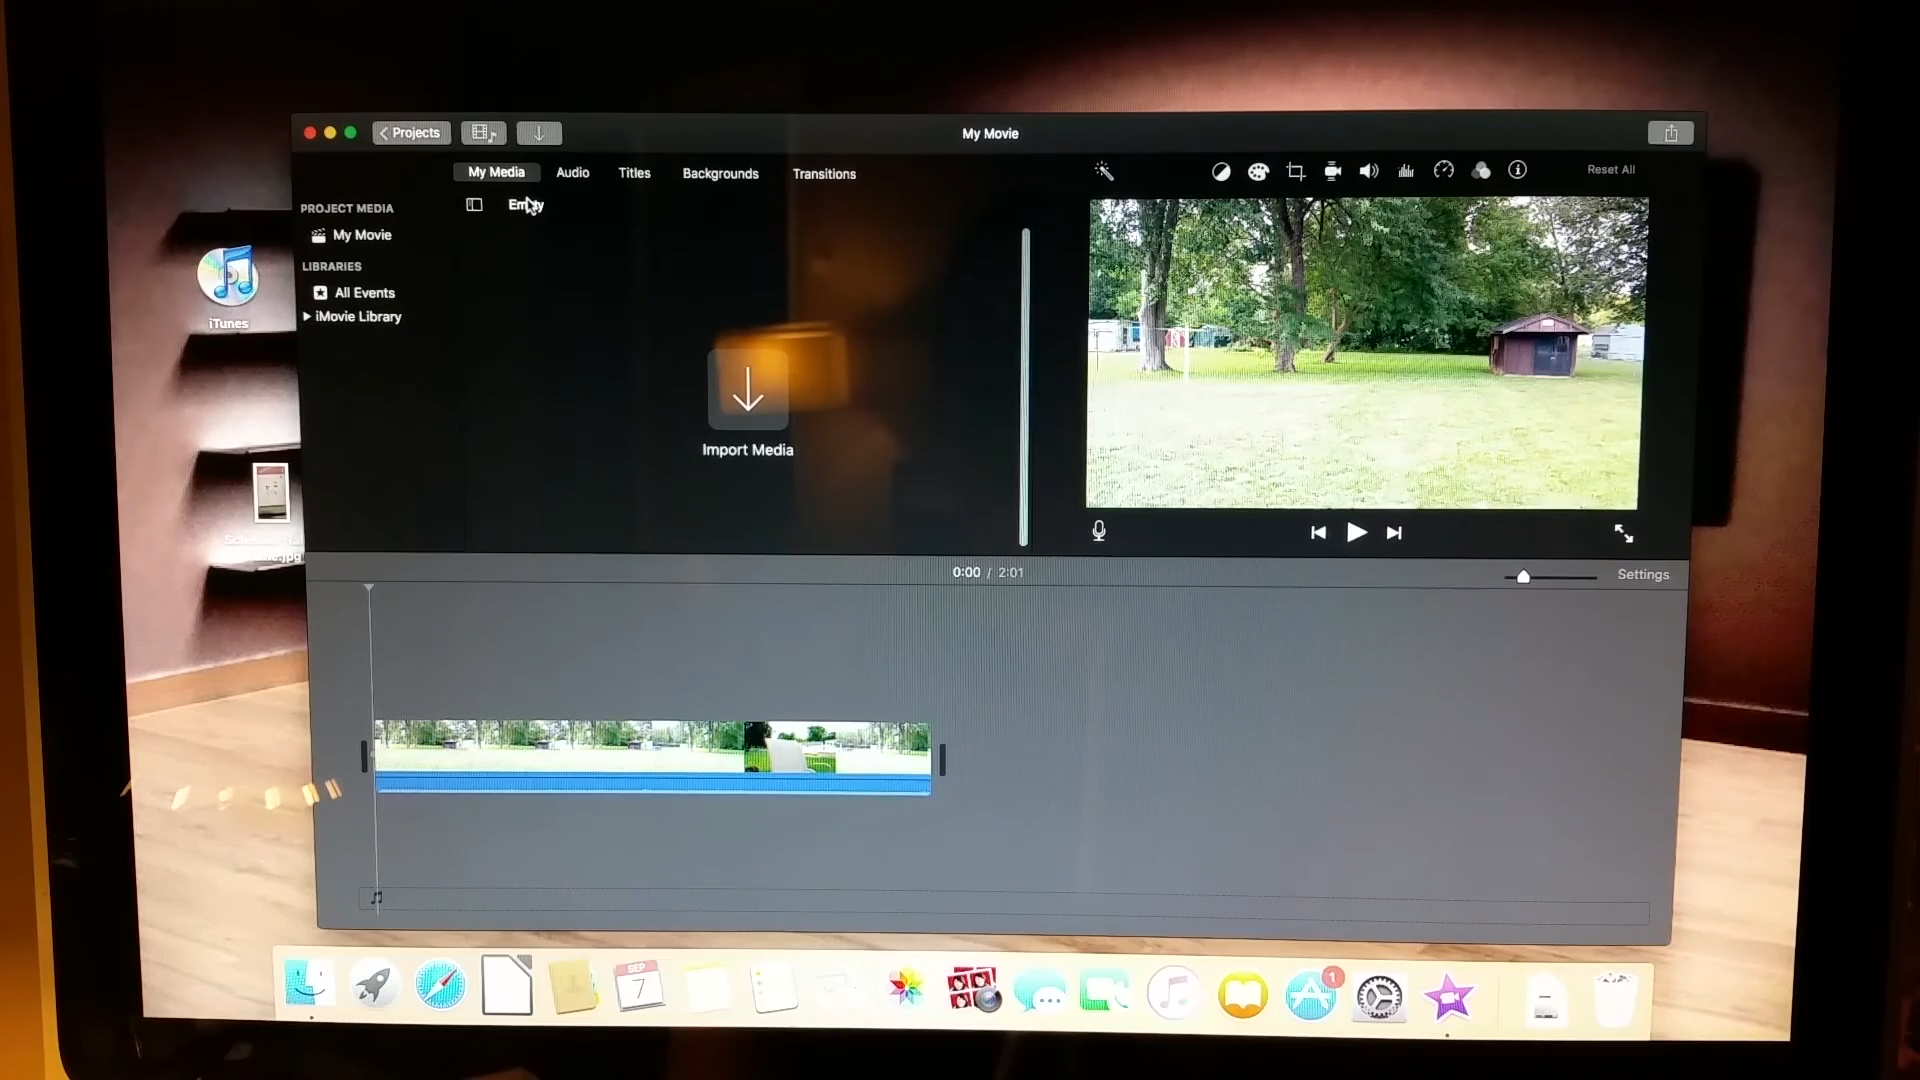 Projects
My Movie
My Media Audio Titles Backgrounds Transitions
Reset All
PROJECT MEDIA
My Movie
LIBRARIES
All Events
iMovie Library
Import Media
iTunes
0:00 / 2:01
Settings
SEP
7
1